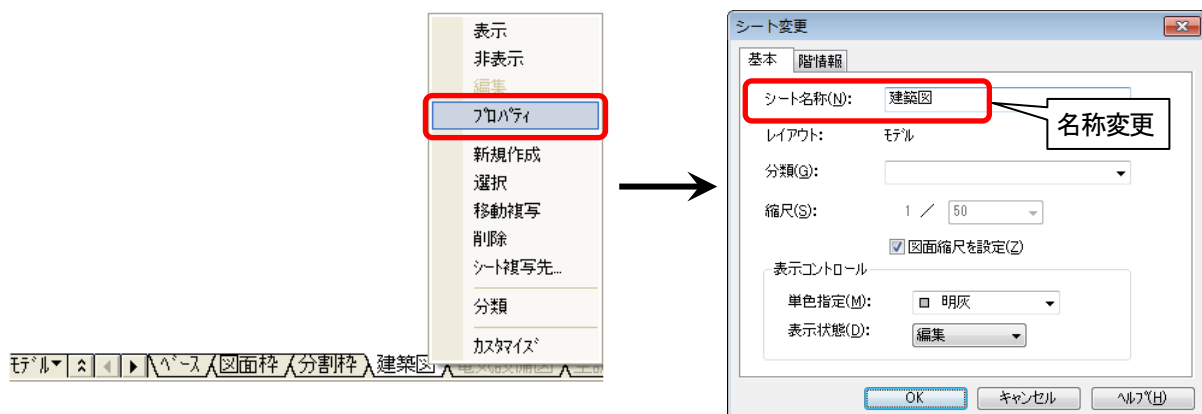 表示
非表示
編集
プロパティ
新規作成
選択
移動複写
削除
シート複写先...
分類
カスタマイズ
モデル
ベース
図面枠
分割枠
建築図
電気設備図
シート変更
基本
階情報
シート名称(N):
建築図
名称変更
レイアウト:
モデル
分類(G):
縮尺(S):
1 / 50
図面縮尺を設定(Z)
表示コントロール
単色指定(M):
明灰
表示状態(D):
編集
OK
キャンセル
ヘルプ(H)